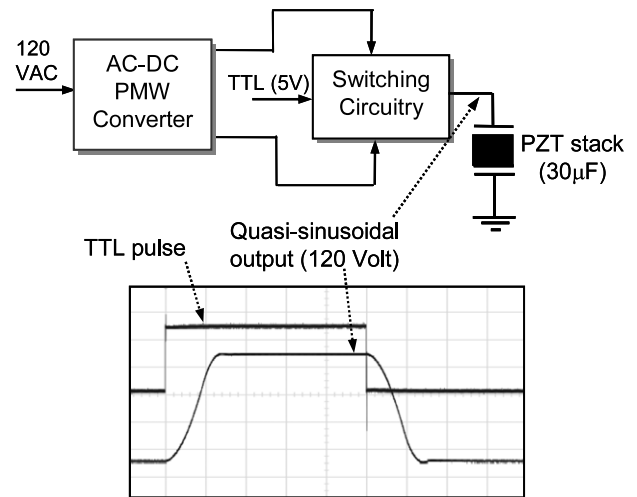 120
VAC
AC-DC
PMW
Converter
TTL (5V)
Switching
Circuitry
PZT stack
(30μF)
TTL pulse
Quasi-sinusoidal
output (120 Volt)